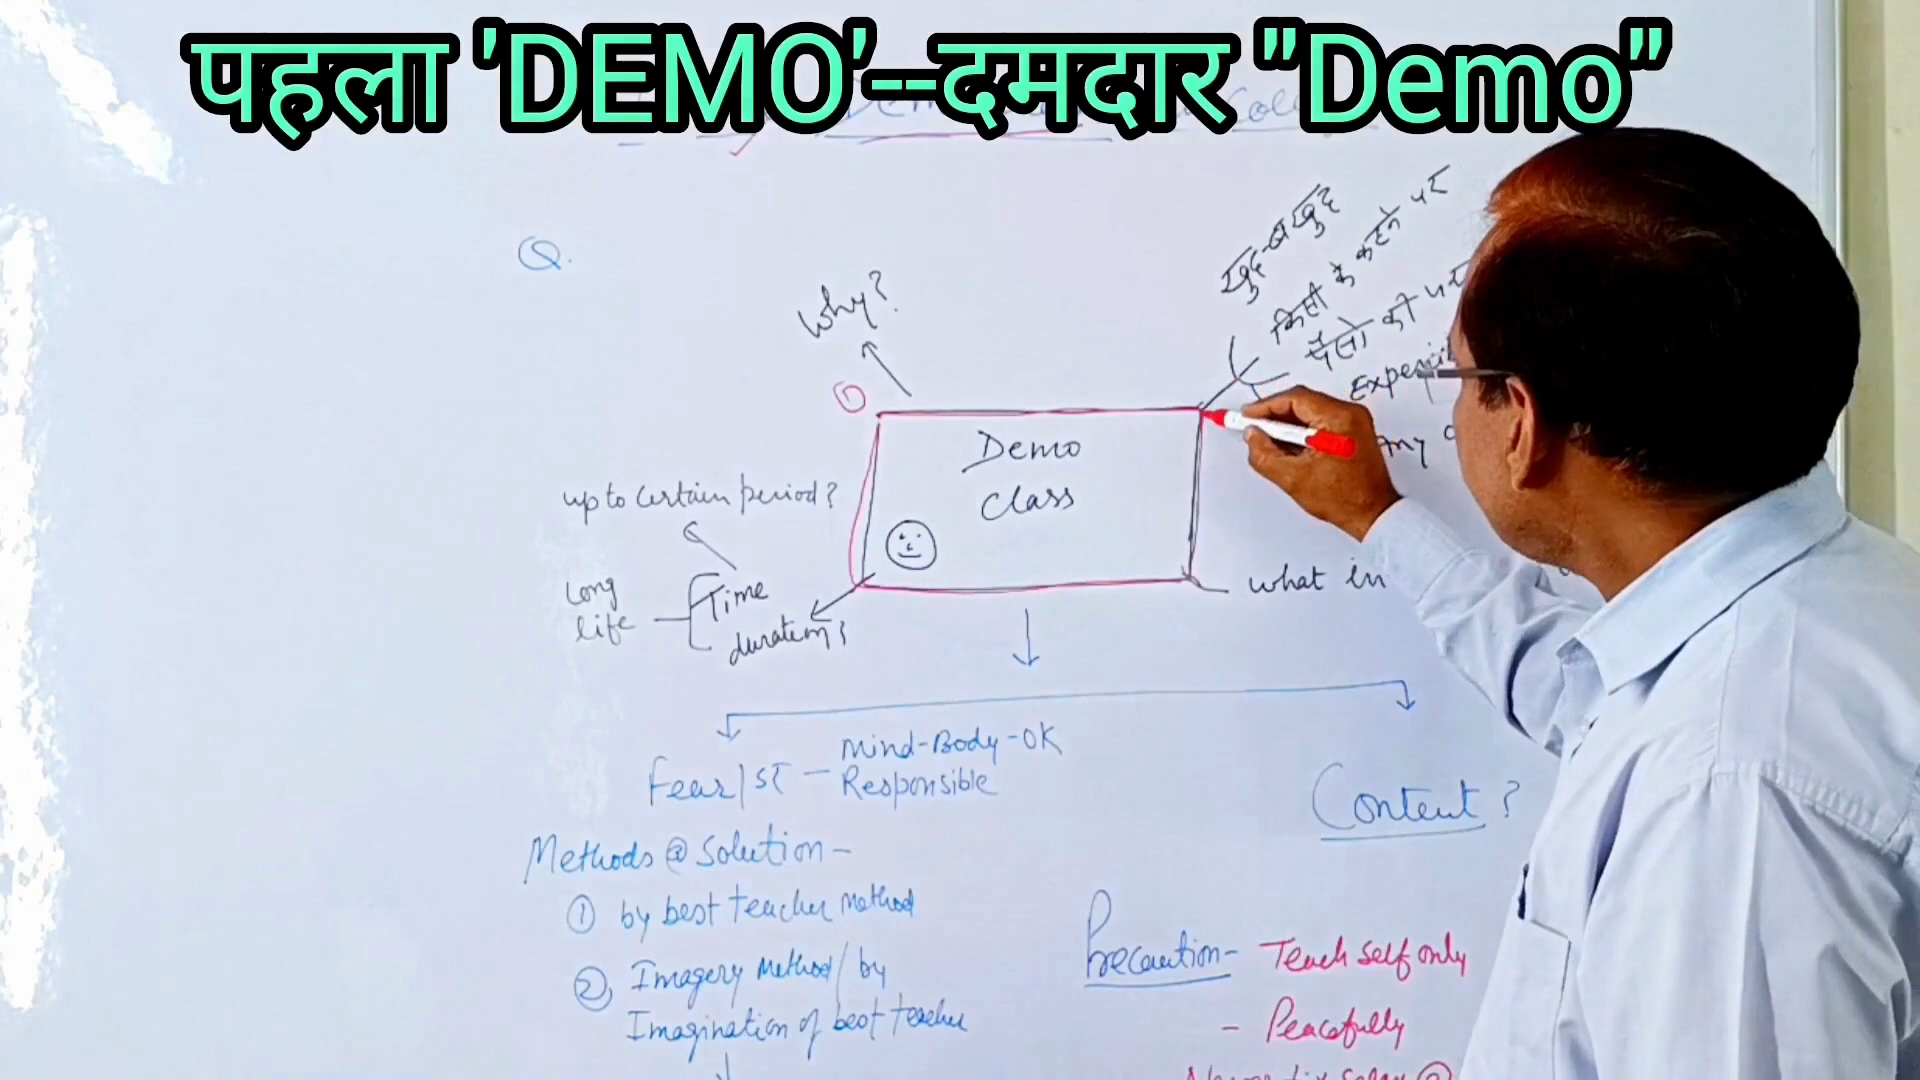 पहला 'DEMO'--दमदार "Demo"
Q.
Why?
खुद-ब-खुद
किसी के कहने पर
पैसो की
①
Demo
Class
up to certain period?
Long
life
Time
duration?
what in
Fear/ST - Mind-Body-OK
Responsible
Content?
Methods @ Solution -
① by best teacher Method
② Imagery Method/by
Imagination of best teacher
Precaution - Teach self only
- Peacefully